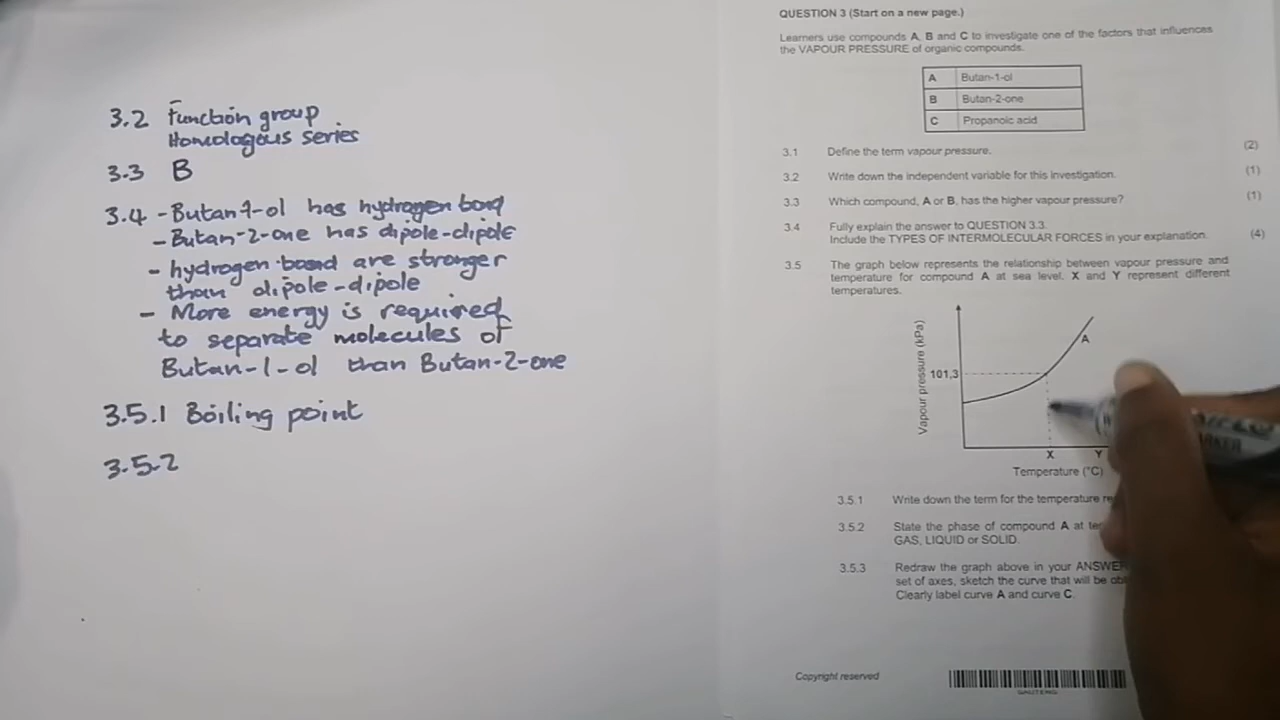 3.2 Function group
Homologous series
3.3 B
3.4 - Butan-1-ol has hydrogen bond
- Butan-2-one has dipole-dipole
- hydrogen bond are stronger
than dipole-dipole
- More energy is required
to separate molecules of
Butan-1-ol than Butan-2-one
3.5.1 Boiling point
3.5.2
QUESTION 3 (Start on a new page.)
Learners use compounds A, B and C to investigate one of the factors that influences
the VAPOUR PRESSURE of organic compounds.
A Butan-1-ol
B Butan-2-one
C Propanoic acid
3.1 Define the term vapour pressure. (2)
3.2 Write down the independent variable for this investigation. (1)
3.3 Which compound, A or B, has the higher vapour pressure? (1)
3.4 Fully explain the answer to QUESTION 3.3.
Include the TYPES OF INTERMOLECULAR FORCES in your explanation. (4)
3.5 The graph below represents the relationship between vapour pressure and
temperature for compound A at sea level. X and Y represent different
temperatures.
Vapour pressure (kPa)
A
101,3
X Y
Temperature (°C)
3.5.1 Write down the term for the temperature
3.5.2 State the phase of compound A at
GAS, LIQUID or SOLID.
3.5.3 Redraw the graph above in your ANSWER
set of axes, sketch the curve that will be
Clearly label curve A and curve C.
Copyright reserved
GAUTENG